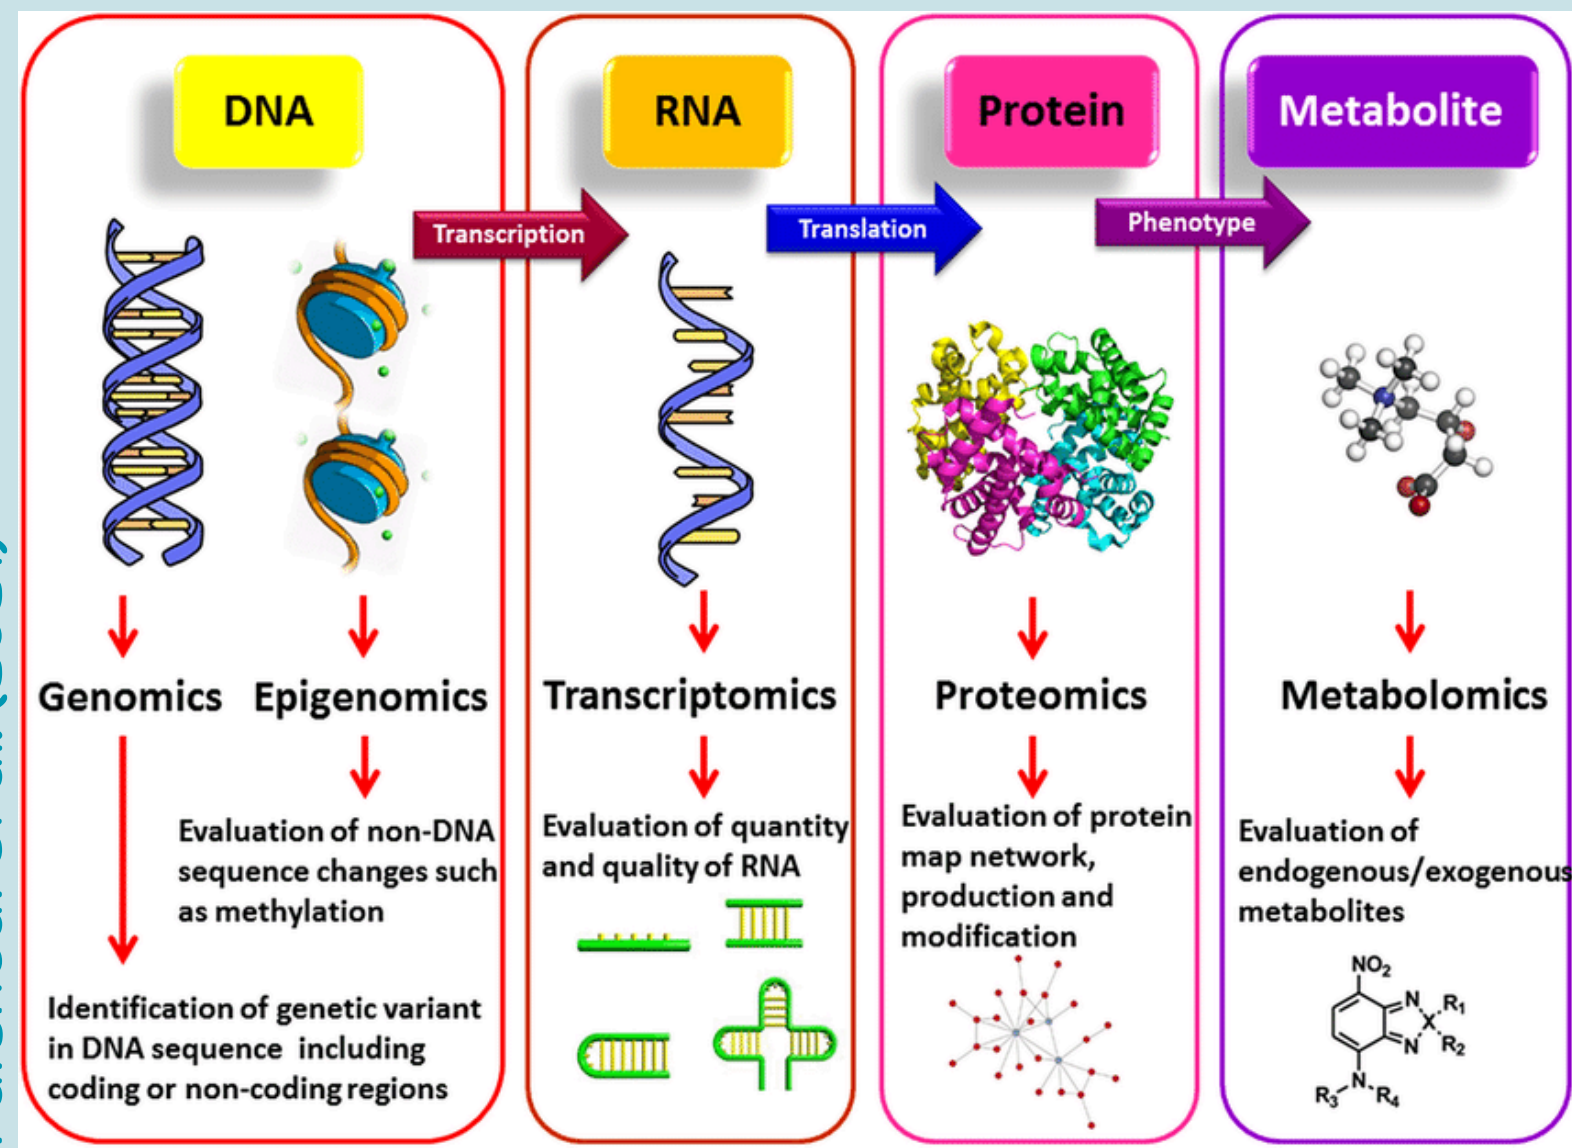 DNA
RNA
Protein
Metabolite
Transcription
Translation
Phenotype
Genomics
Epigenomics
Transcriptomics
Proteomics
Metabolomics
Evaluation of non-DNA
sequence changes such
as methylation
Identification of genetic variant
in DNA sequence including
coding or non-coding regions
Evaluation of quantity
and quality of RNA
Evaluation of protein
map network,
production and
modification
Evaluation of
endogenous/exogenous
metabolites
NO₂
N
X
R₁
N
R₂
N
R₃
R₄